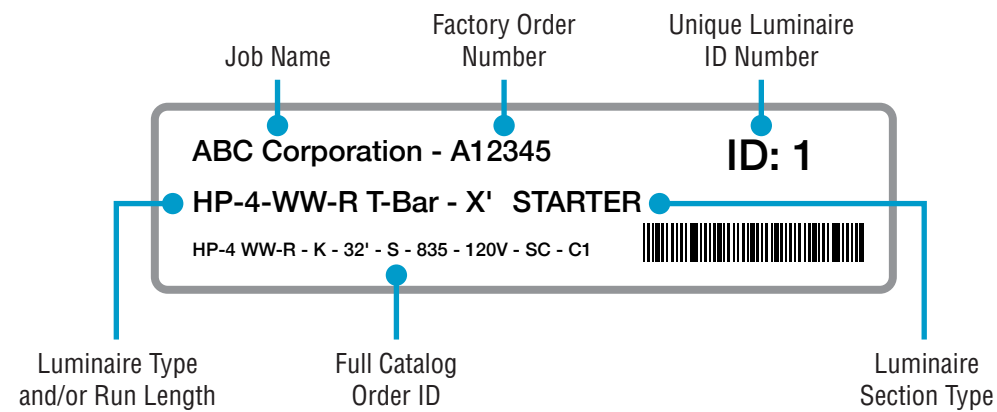 Job Name
Factory Order
Number
Unique Luminaire
ID Number
ABC Corporation - A12345
ID: 1
HP-4-WW-R T-Bar - X' STARTER
HP-4 WW-R - K - 32' - S - 835 - 120V - SC - C1
Luminaire Type
and/or Run Length
Full Catalog
Order ID
Luminaire
Section Type